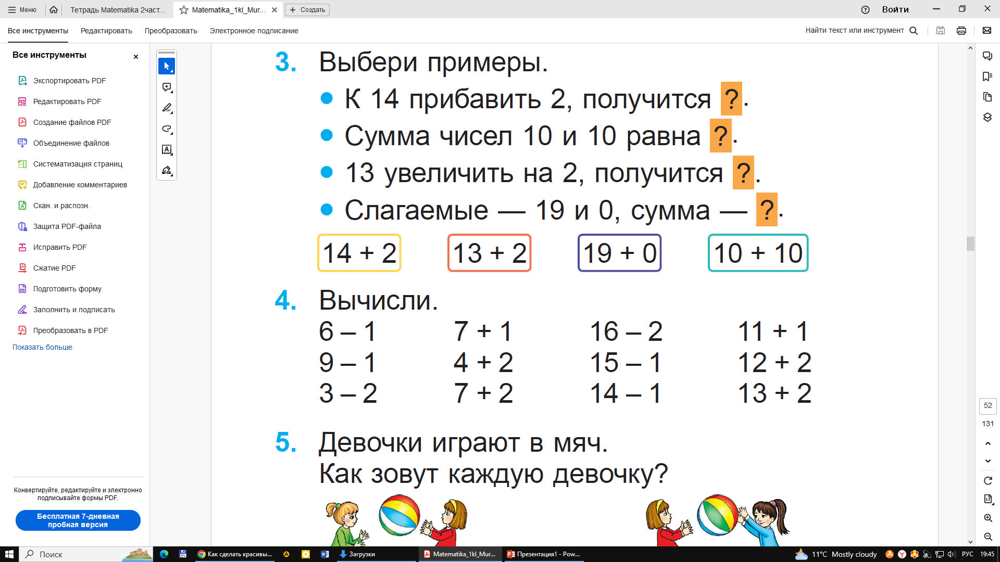 Меню
Тетрадь Matematika 2част...
Matematika_1kl_Mur...
Создать
Войти
Все инструменты
Редактировать
Преобразовать
Электронное подписание
Найти текст или инструмент
Все инструменты
Экспортировать PDF
Редактировать PDF
Создание файлов PDF
Объединение файлов
Систематизация страниц
Добавление комментариев
Скан. и распозн.
Защита PDF-файла
Исправить PDF
Сжатие PDF
Подготовить форму
Заполнить и подписать
Преобразовать в PDF
Показать больше
Конвертируйте, редактируйте и электронно
подписывайте формы PDF.
Бесплатная 7-дневная
пробная версия
3. Выбери примеры.
К 14 прибавить 2, получится ?.
Сумма чисел 10 и 10 равна ?.
13 увеличить на 2, получится ?.
Слагаемые — 19 и 0, сумма — ?.
14 + 2 13 + 2 19 + 0 10 + 10
4. Вычисли.
6 – 1 7 + 1 16 – 2 11 + 1
9 – 1 4 + 2 15 – 1 12 + 2
3 – 2 7 + 2 14 – 1 13 + 2
5. Девочки играют в мяч.
Как зовут каждую девочку?
52
131
Поиск
Как сделать красивы...
Загрузки
Matematika_1kl_Mur...
Презентация1 - Pow...
11°C Mostly cloudy
РУС
19:45